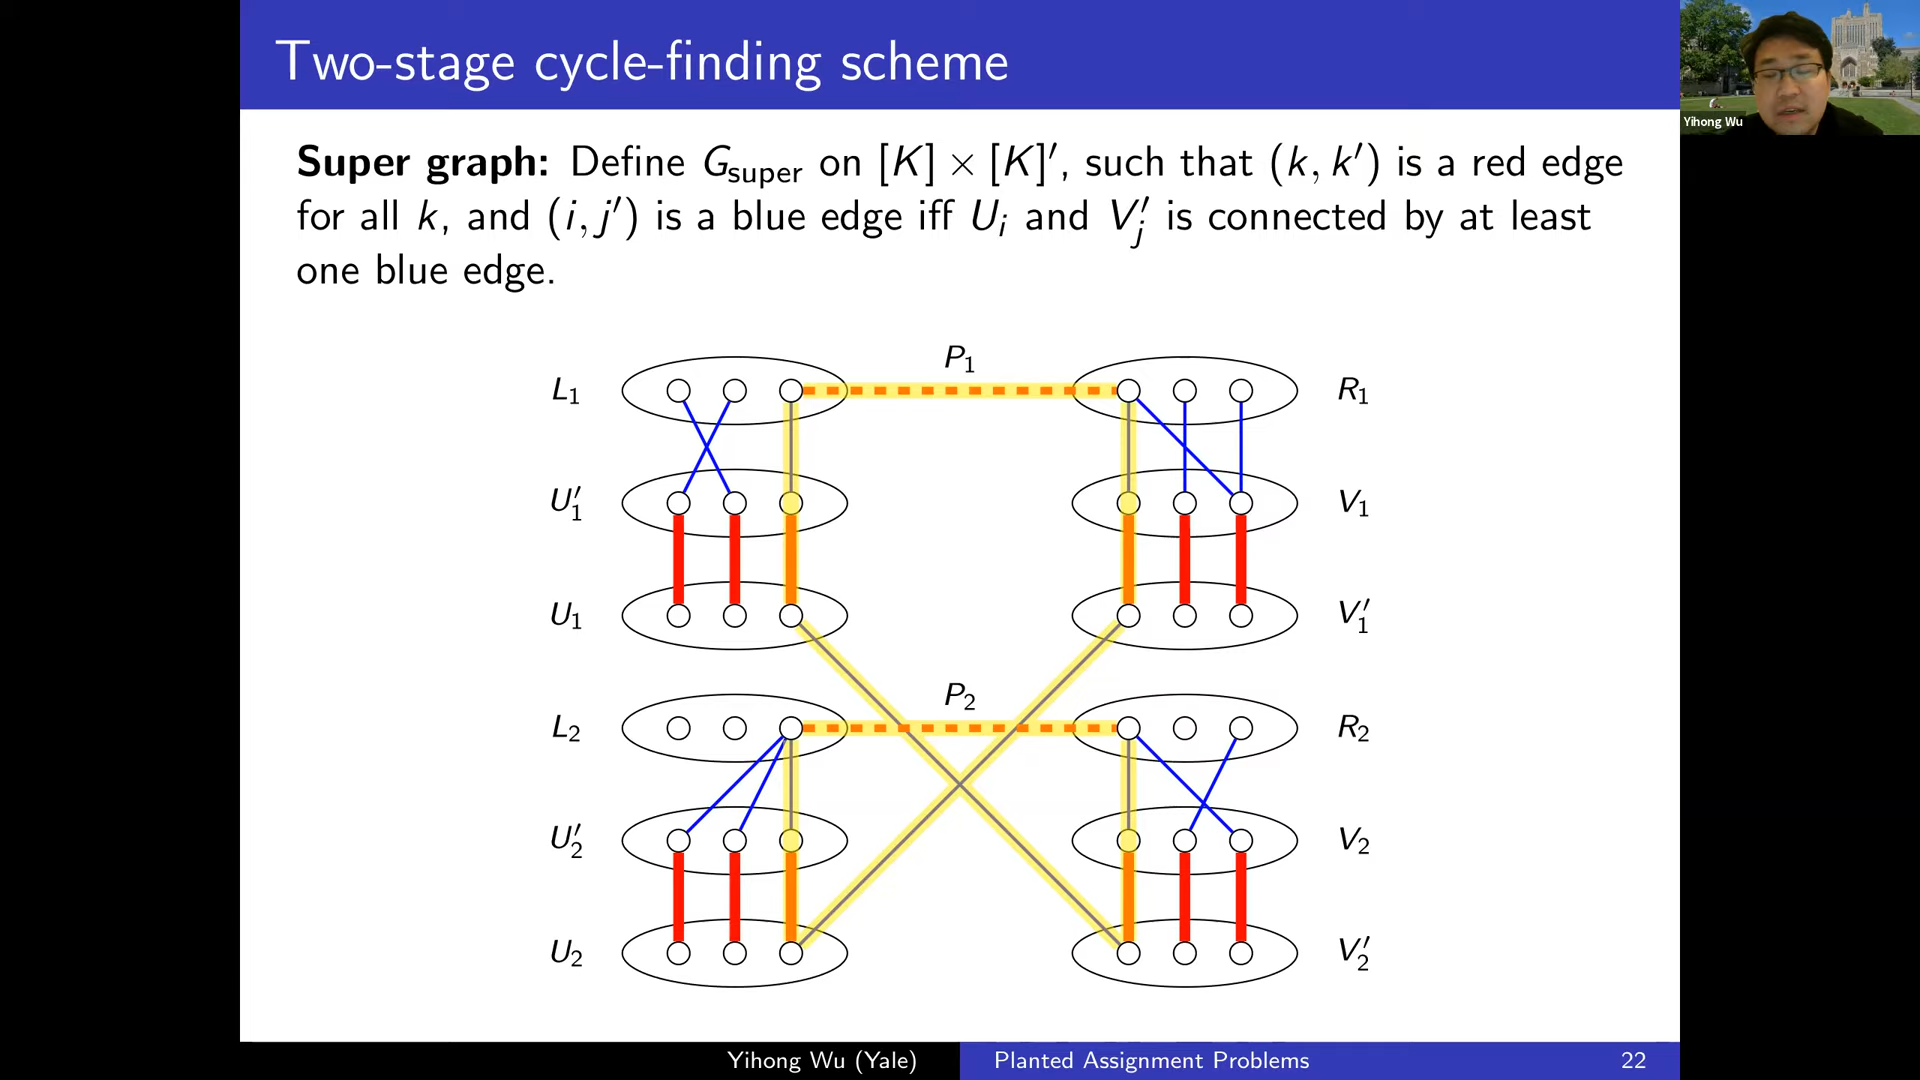 Two-stage cycle-finding scheme
Yihong Wu
Super graph: Define G_super on [K] × [K]′, such that (k, k′) is a red edge
for all k, and (i, j′) is a blue edge iff U_i and V′_j is connected by at least
one blue edge.
P₁
L₁ R₁
U′₁ V₁
U₁ V′₁
P₂
L₂ R₂
U′₂ V₂
U₂ V′₂
Yihong Wu (Yale) Planted Assignment Problems 22